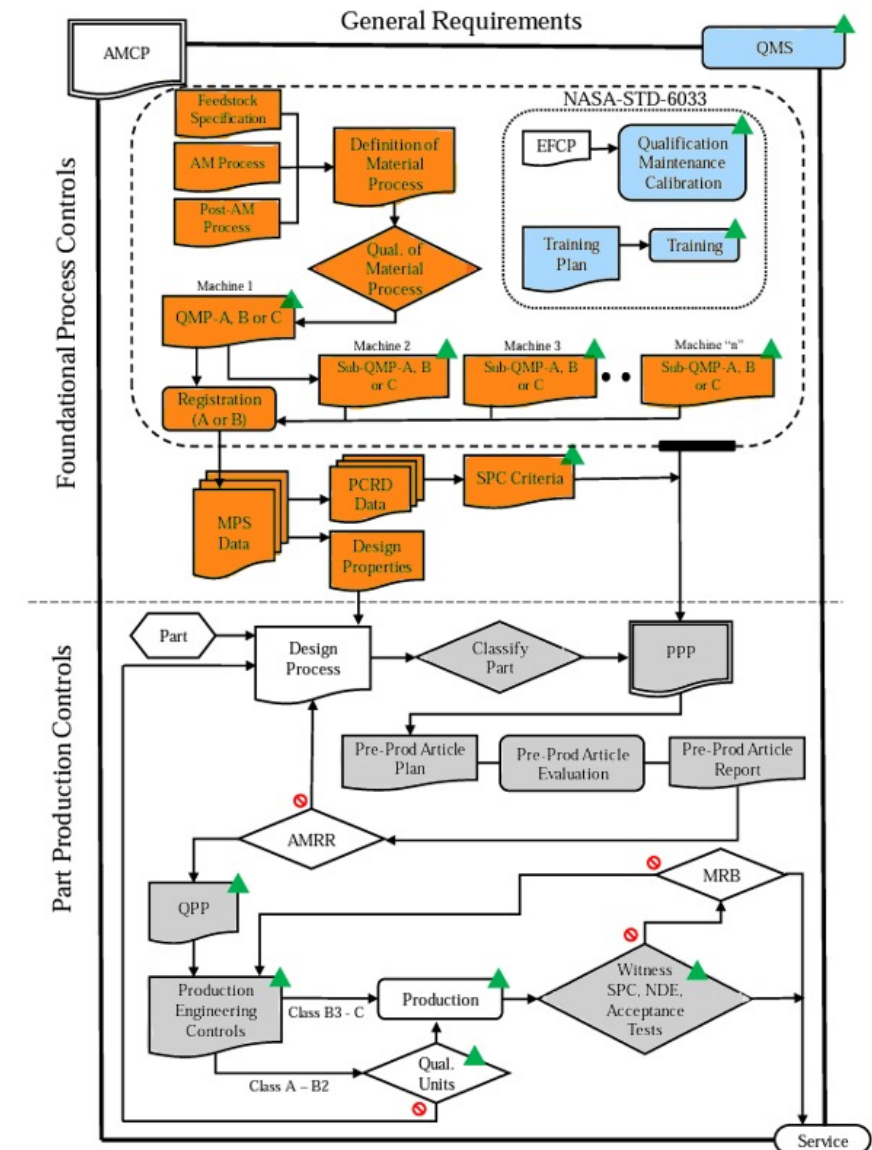 General Requirements
AMCP
QMS
Foundational Process Controls
NASA-STD-6033
Feedstock
Specification
AM Process
Post-AM
Process
Definition of
Material
Process
EFCP
Qualification
Maintenance
Calibration
Training
Plan
Training
Qual. of
Material
Process
Machine 1
QMP-A, B or C
Machine 2
Sub-QMP-A, B
or C
Machine 3
Sub-QMP-A, B
or C
Machine “n”
Sub-QMP-A, B
or C
Registration
(A or B)
MPS
Data
PCRD
Data
SPC Criteria
Design
Properties
Part Production Controls
Part
Design
Process
Classify
Part
PPP
Pre-Prod Article
Plan
Pre-Prod Article
Evaluation
Pre-Prod Article
Report
AMRR
MRB
QPP
Production
Engineering
Controls
Class B3 - C
Production
Witness
SPC, NDE,
Acceptance
Tests
Class A – B2
Qual.
Units
Service